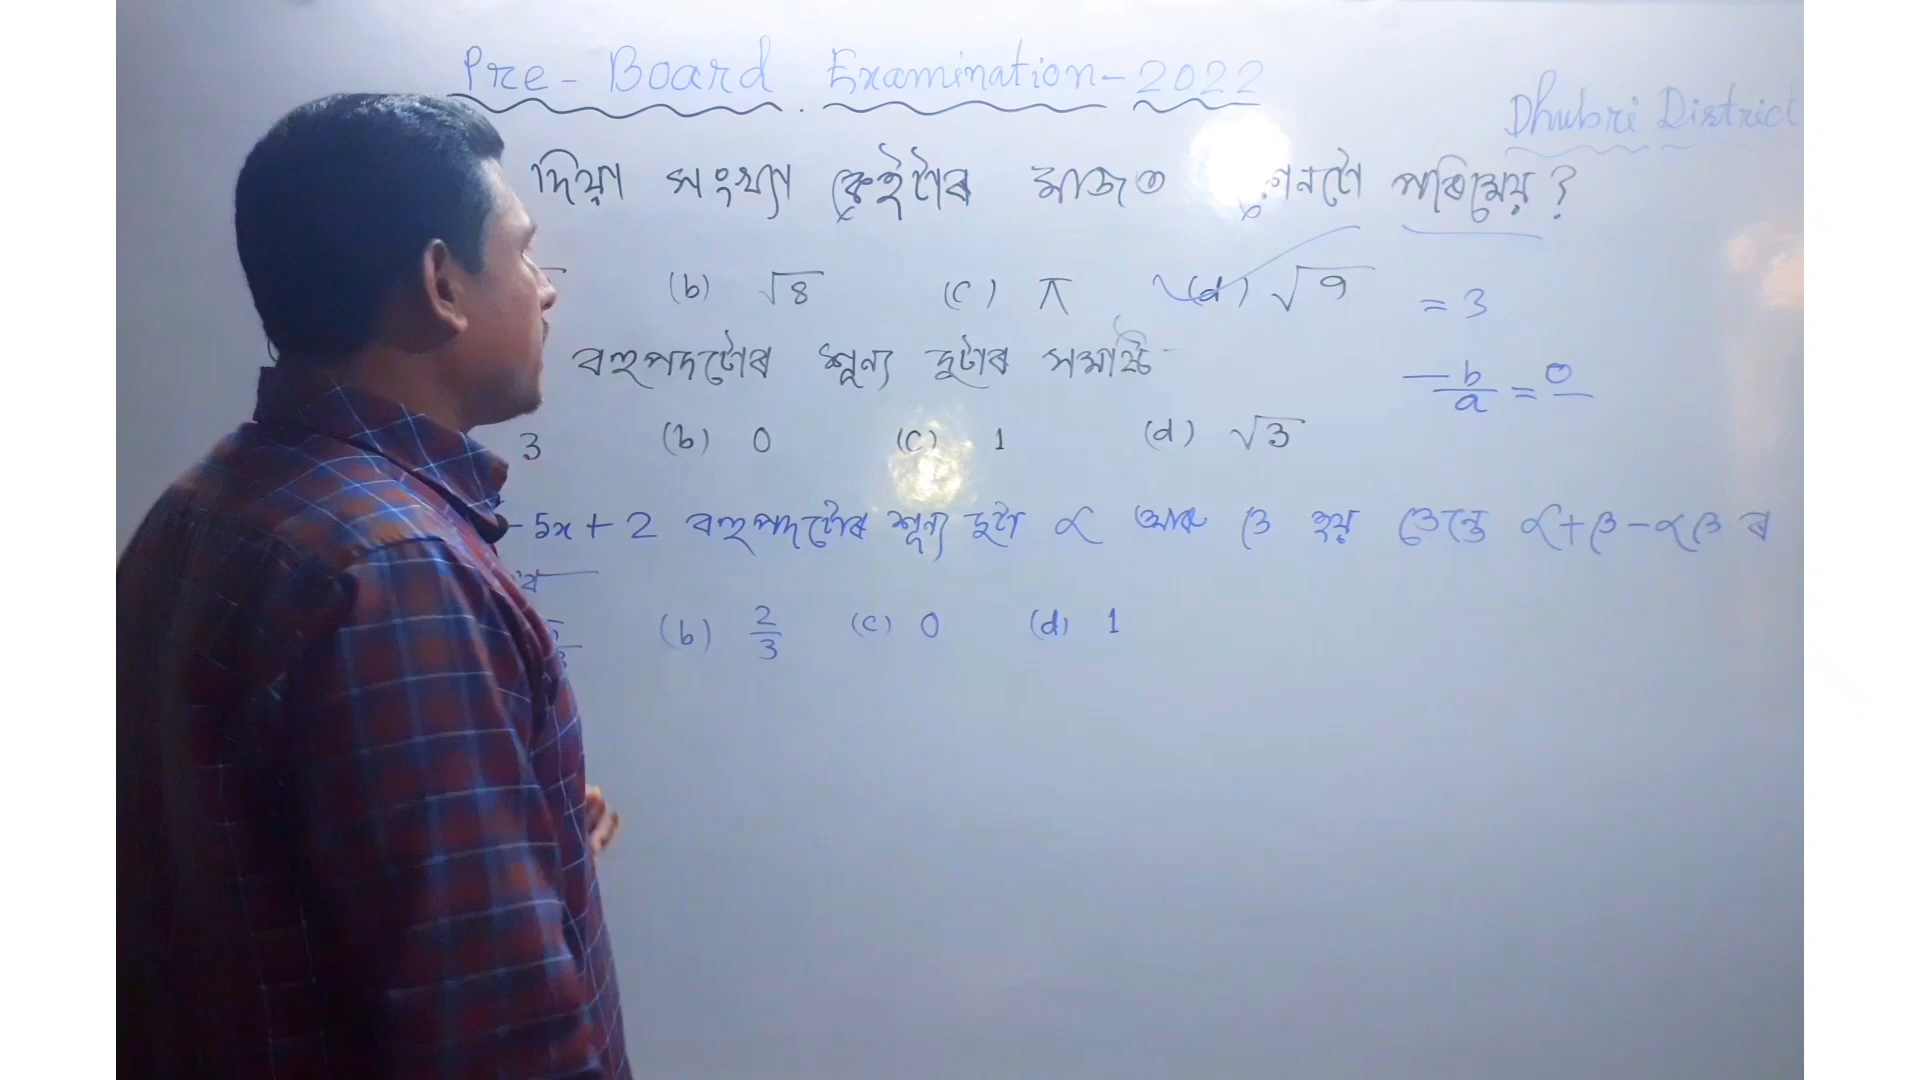 Pre-Board Examination-2022
Dhubri District
দিয়া সংখ্যা কেইটাৰ মাজত কোনটো পৰিমেয়?
(b) √8 (c) π (d) √9 = 3
বহুপদটোৰ শূন্য দুটাৰ সমষ্টি -b/a = 0
3 (b) 0 (c) 1 (d) √3
-5x+2 বহুপদটোৰ শূন্য দুটা α আৰু β হয় তেন্তে α+β-αβ ৰ
(b) 2/3 (c) 0 (d) 1